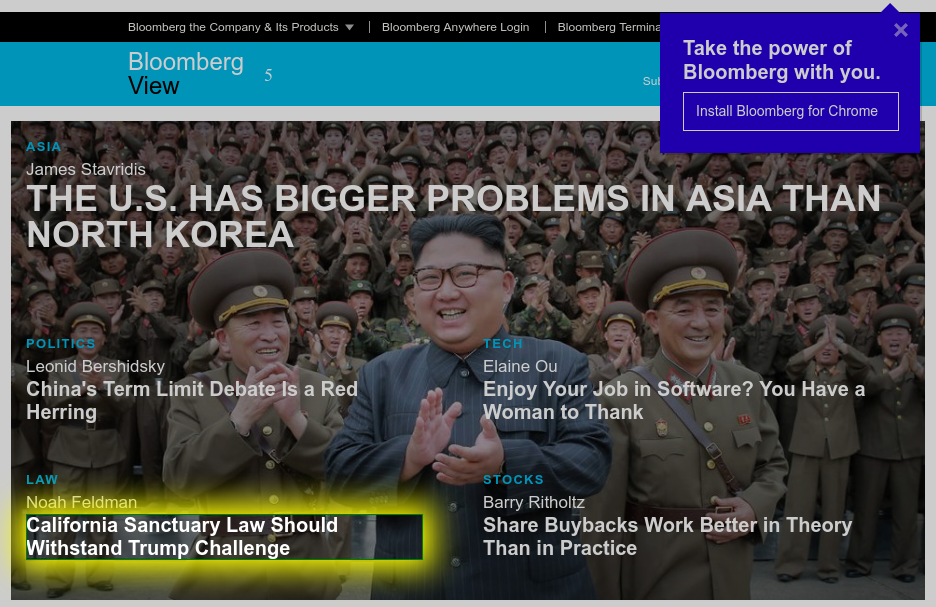 Bloomberg the Company & Its Products
Bloomberg Anywhere Login
Bloomberg Termina
Bloomberg
View
5
Sub
Take the power of
Bloomberg with you.
Install Bloomberg for Chrome
ASIA
James Stavridis
THE U.S. HAS BIGGER PROBLEMS IN ASIA THAN
NORTH KOREA
POLITICS
Leonid Bershidsky
China's Term Limit Debate Is a Red
Herring
TECH
Elaine Ou
Enjoy Your Job in Software? You Have a
Woman to Thank
LAW
Noah Feldman
California Sanctuary Law Should
Withstand Trump Challenge
STOCKS
Barry Ritholtz
Share Buybacks Work Better in Theory
Than in Practice